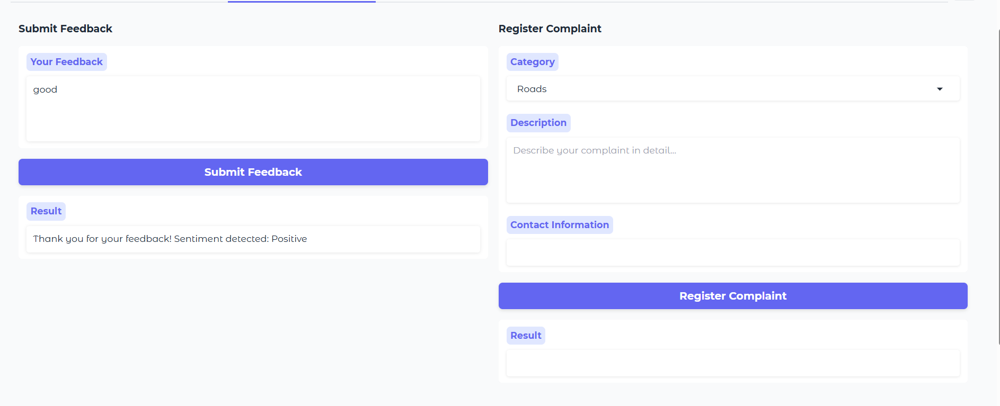 Submit Feedback
Your Feedback
good
Submit Feedback
Result
Thank you for your feedback! Sentiment detected: Positive
Register Complaint
Category
Roads
Description
Describe your complaint in detail...
Contact Information
Register Complaint
Result